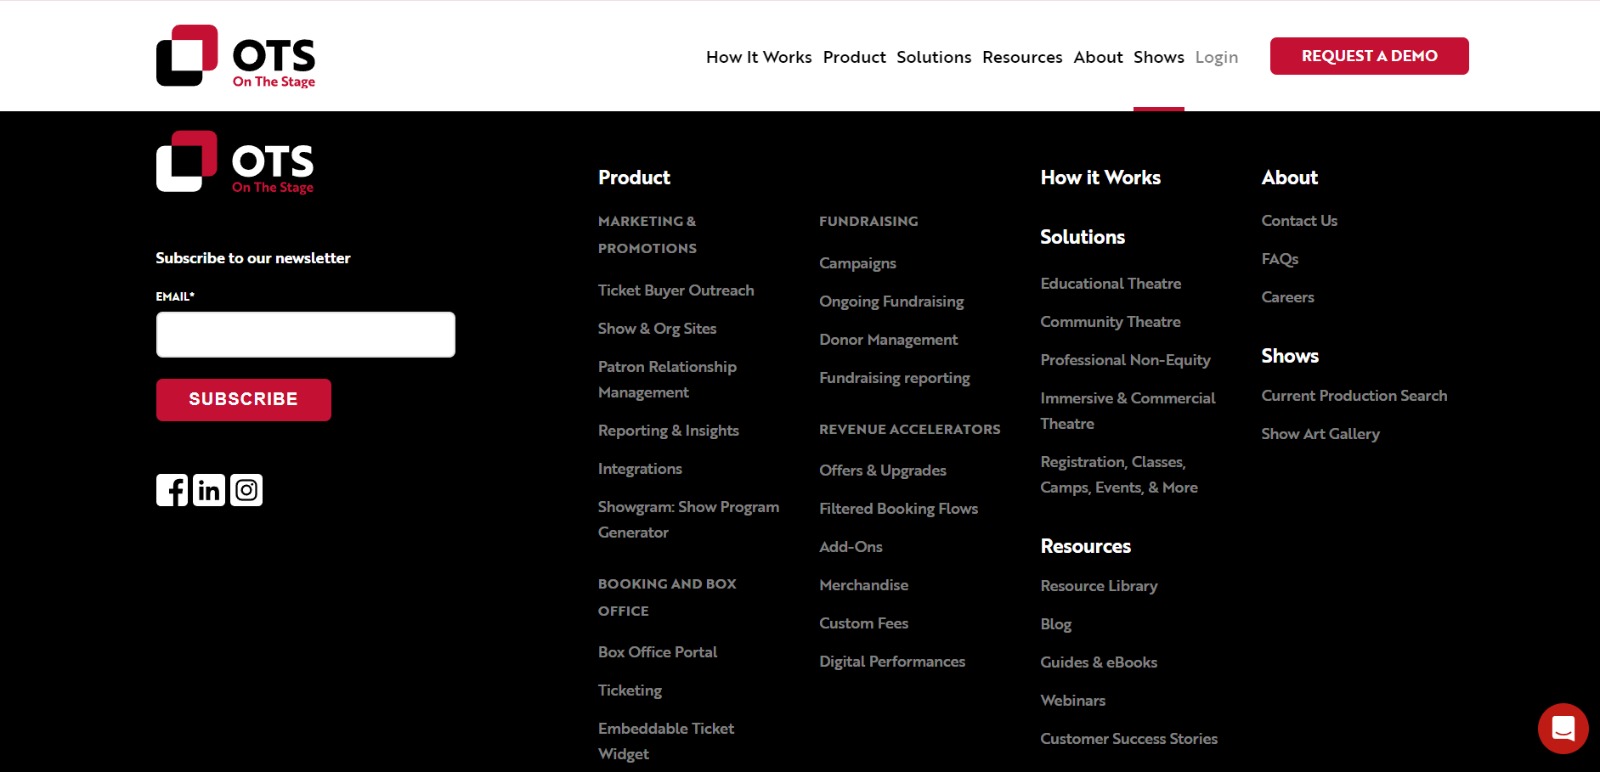 OTS
On The Stage
How It Works
Product
Solutions
Resources
About
Shows
Login
REQUEST A DEMO
OTS
On The Stage
Subscribe to our newsletter
EMAIL*
SUBSCRIBE
Product
MARKETING &
PROMOTIONS
Ticket Buyer Outreach
Show & Org Sites
Patron Relationship
Management
Reporting & Insights
Integrations
Showgram: Show Program
Generator
BOOKING AND BOX
OFFICE
Box Office Portal
Ticketing
Embeddable Ticket
Widget
FUNDRAISING
Campaigns
Ongoing Fundraising
Donor Management
Fundraising reporting
REVENUE ACCELERATORS
Offers & Upgrades
Filtered Booking Flows
Add-Ons
Merchandise
Custom Fees
Digital Performances
How it Works
Solutions
Educational Theatre
Community Theatre
Professional Non-Equity
Immersive & Commercial
Theatre
Registration, Classes,
Camps, Events, & More
Resources
Resource Library
Blog
Guides & eBooks
Webinars
Customer Success Stories
About
Contact Us
FAQs
Careers
Shows
Current Production Search
Show Art Gallery